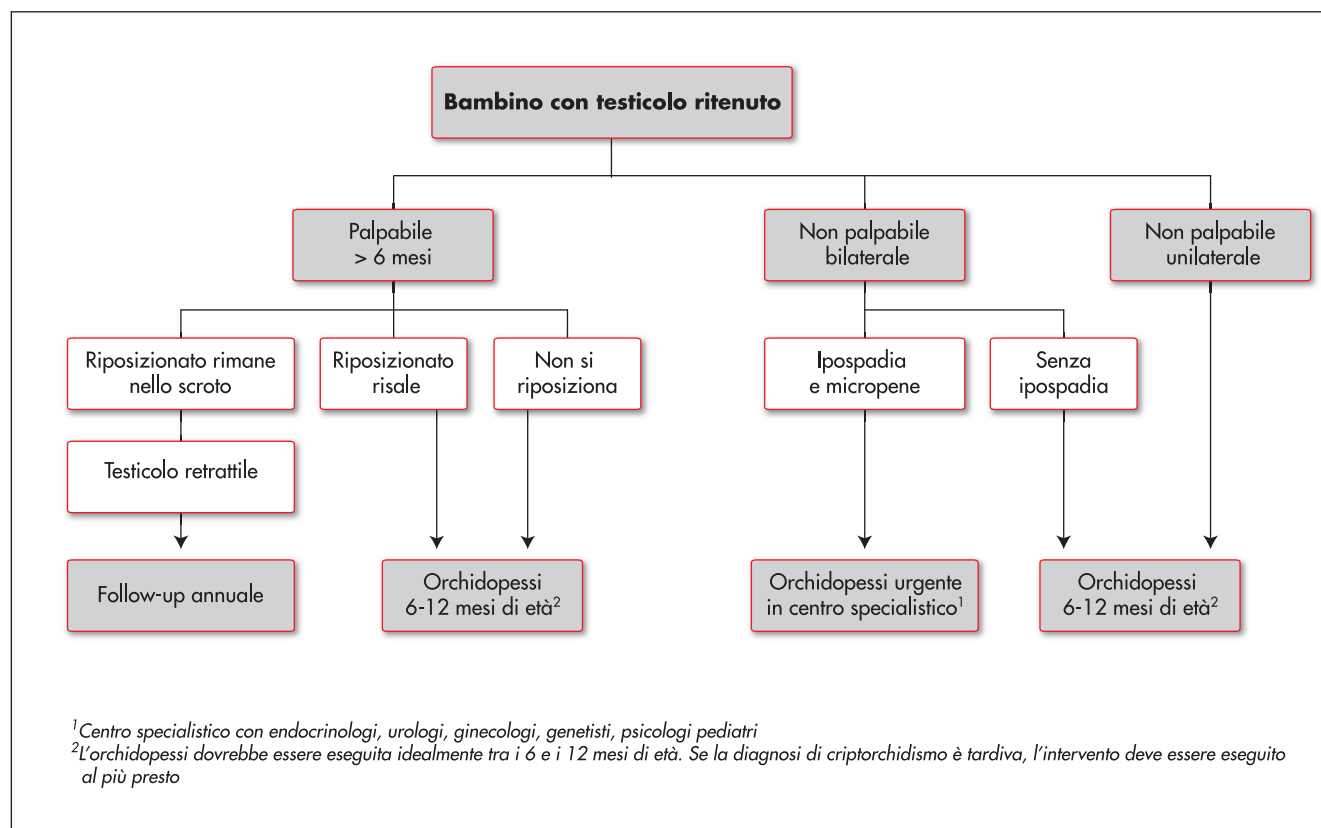 Bambino con testicolo ritenuto
Palpabile
> 6 mesi
Non palpabile
bilaterale
Non palpabile
unilaterale
Riposizionato rimane
nello scroto
Riposizionato
risale
Non si
riposiziona
Ipospadia
e micropene
Senza
ipospadia
Testicolo retrattile
Follow-up annuale
Orchidopessi
6-12 mesi di età²
Orchidopessi urgente
in centro specialistico¹
Orchidopessi
6-12 mesi di età²
¹Centro specialistico con endocrinologi, urologi, ginecologi, genetisti, psicologi pediatri
²L'orchidopessi dovrebbe essere eseguita idealmente tra i 6 e i 12 mesi di età. Se la diagnosi di criptorchidismo è tardiva, l'intervento deve essere eseguito
al più presto